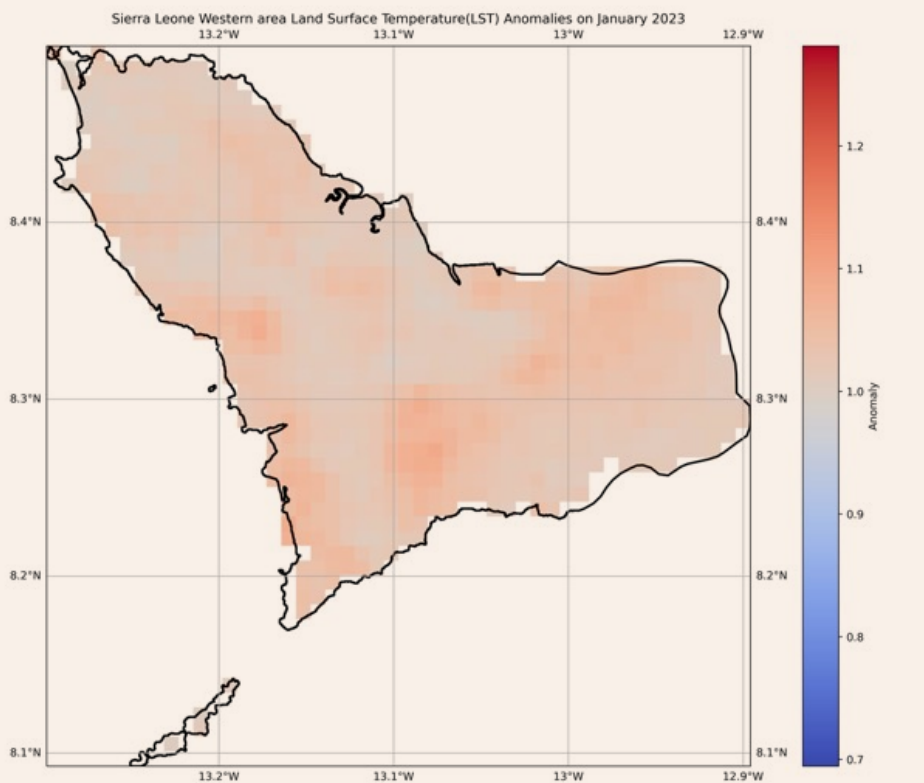 Sierra Leone Western area Land Surface Temperature(LST) Anomalies on January 2023
13.2°W 13.1°W 13°W 12.9°W
1.2
8.4°N 8.4°N
1.1
1.0
8.3°N 8.3°N
Anomaly
0.9
8.2°N 8.2°N
0.8
8.1°N 8.1°N
0.7
13.2°W 13.1°W 13°W 12.9°W